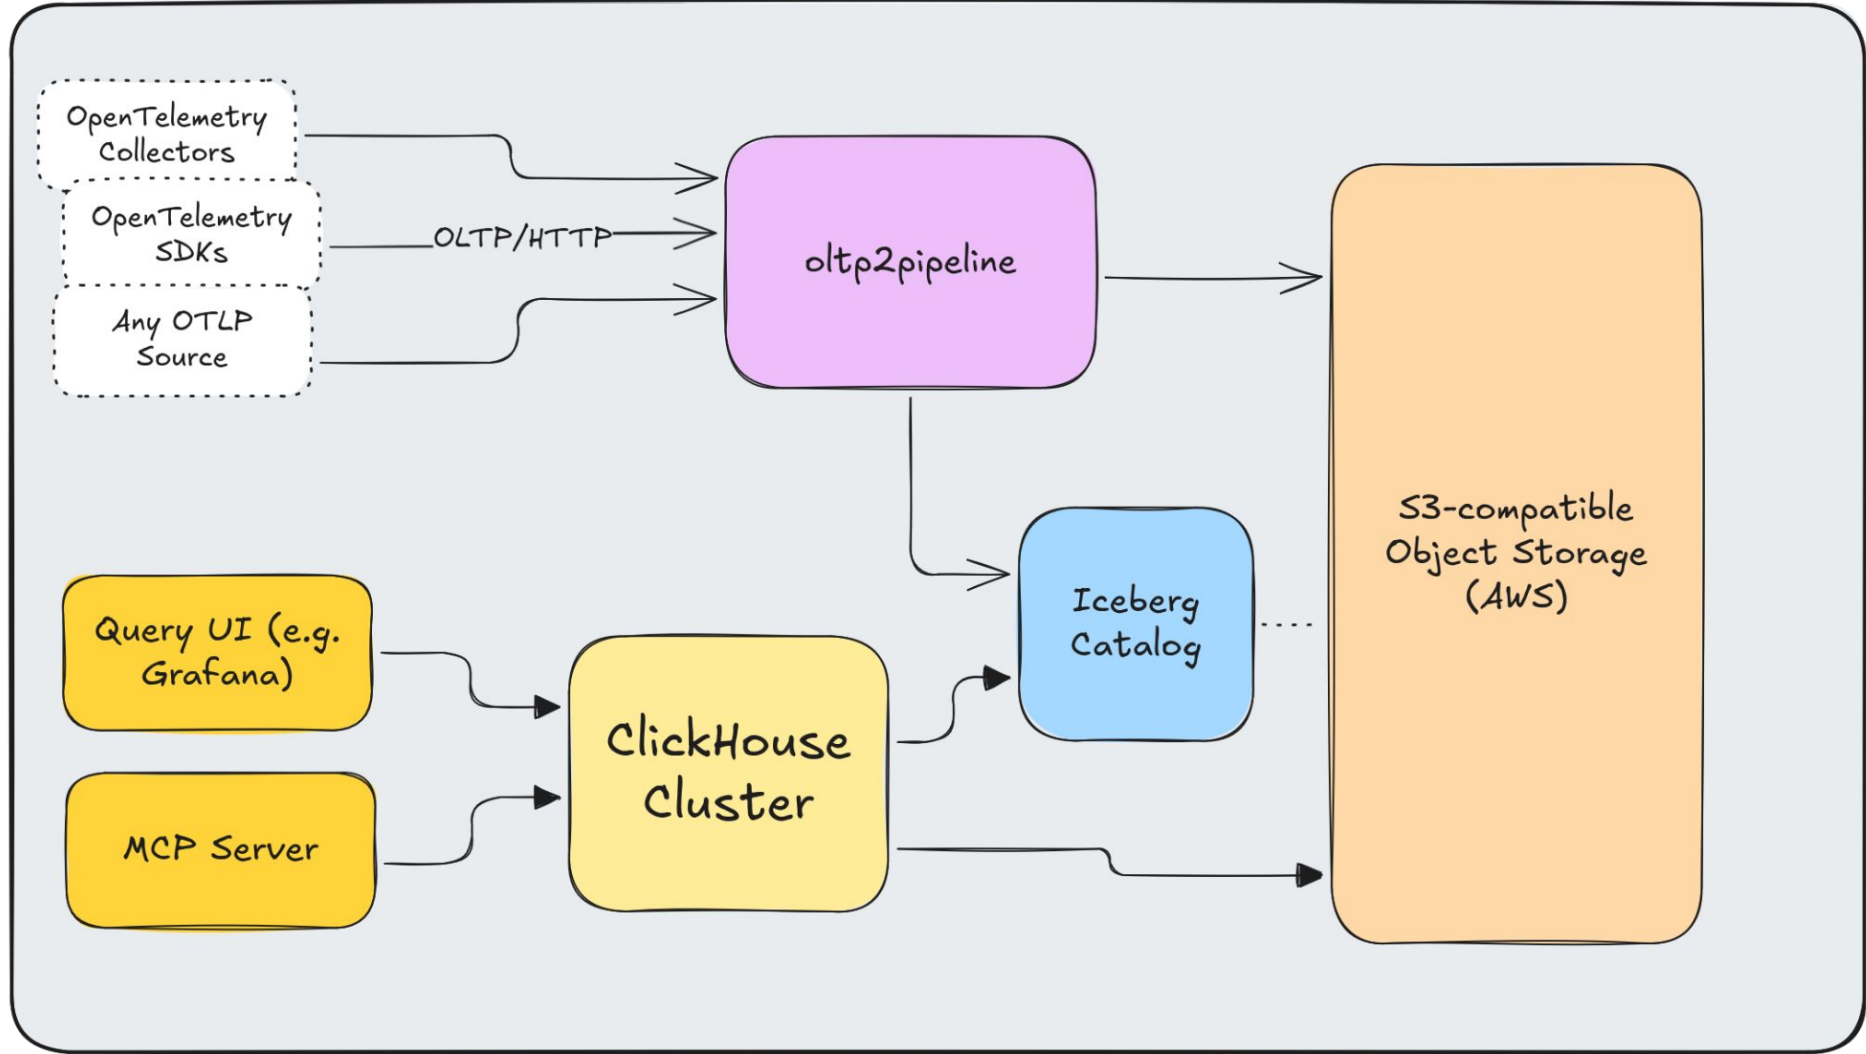 OpenTelemetry
Collectors
OpenTelemetry
SDKs
Any OTLP
Source
OLTP/HTTP
oltp2pipeline
S3-compatible
Object Storage
(AWS)
Iceberg
Catalog
Query UI (e.g.
Grafana)
ClickHouse
Cluster
MCP Server